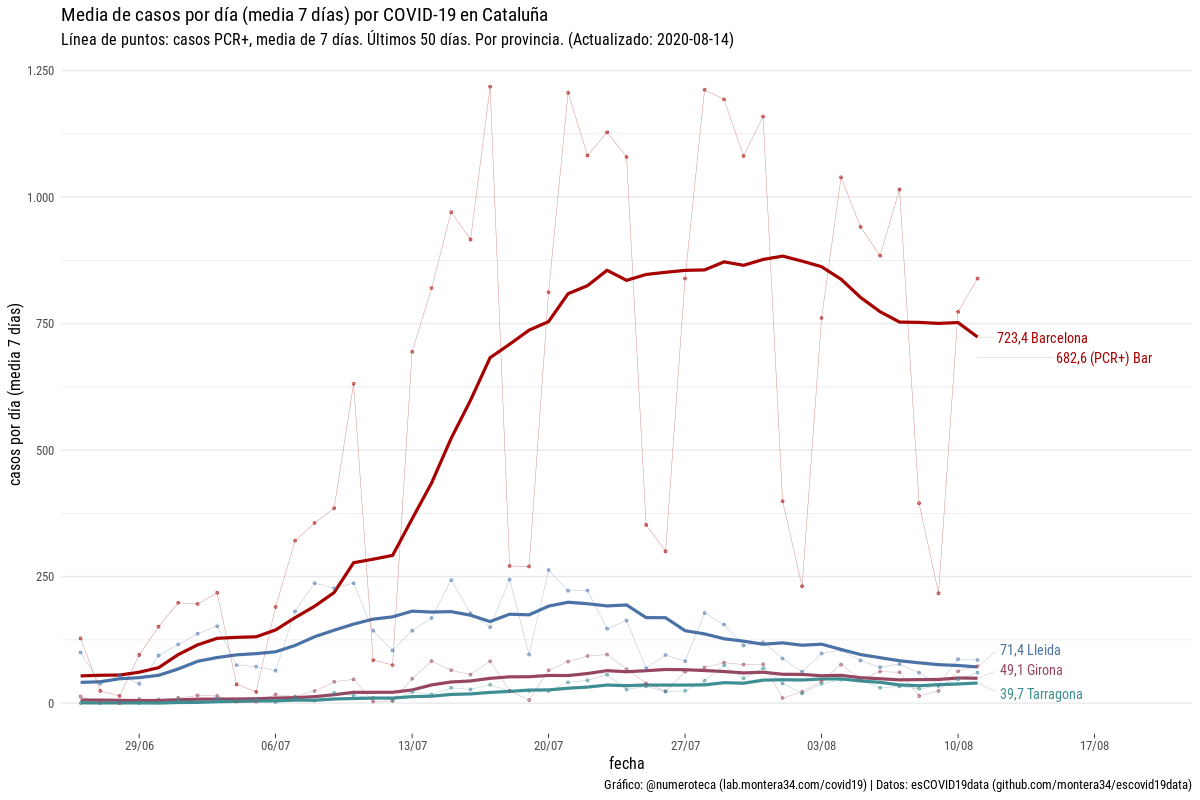 Media de casos por día (media 7 días) por COVID-19 en Cataluña
Línea de puntos: casos PCR+, media de 7 días. Últimos 50 días. Por provincia. (Actualizado: 2020-08-14)
casos por día (media 7 días)
1.250
1.000
750
500
250
0
723,4 Barcelona
682,6 (PCR+) Bar
71,4 Lleida
49,1 Girona
39,7 Tarragona
29/06
06/07
13/07
20/07
27/07
03/08
10/08
17/08
fecha
Gráfico: @numeroteca (lab.montera34.com/covid19) | Datos: esCOVID19data (github.com/montera34/escovid19data)